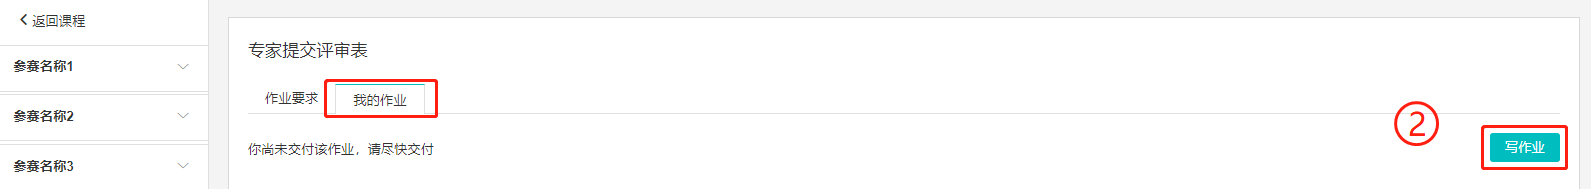 返回课程
参赛名称1
参赛名称2
参赛名称3
专家提交评审表
作业要求
我的作业
②
你尚未交付该作业，请尽快交付
写作业